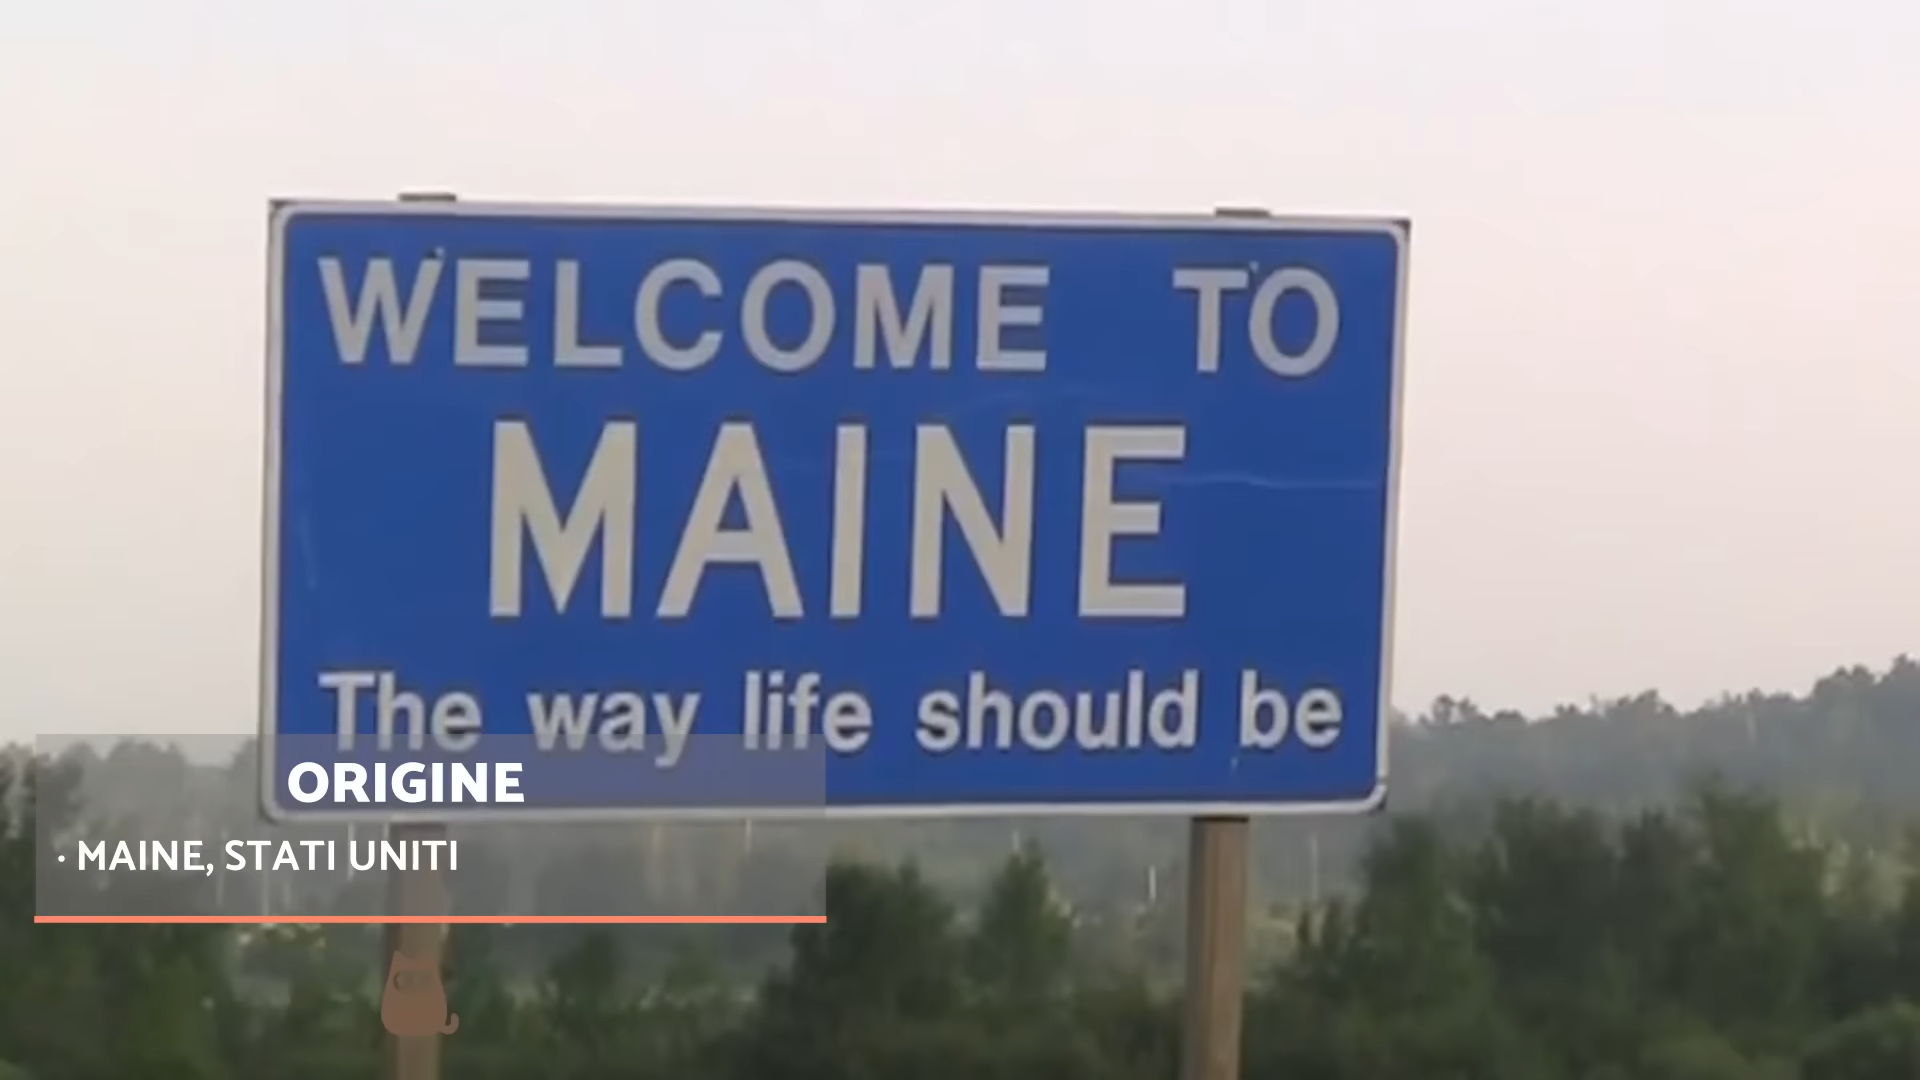 WELCOME TO
MAINE
The way life should be
ORIGINE
· MAINE, STATI UNITI